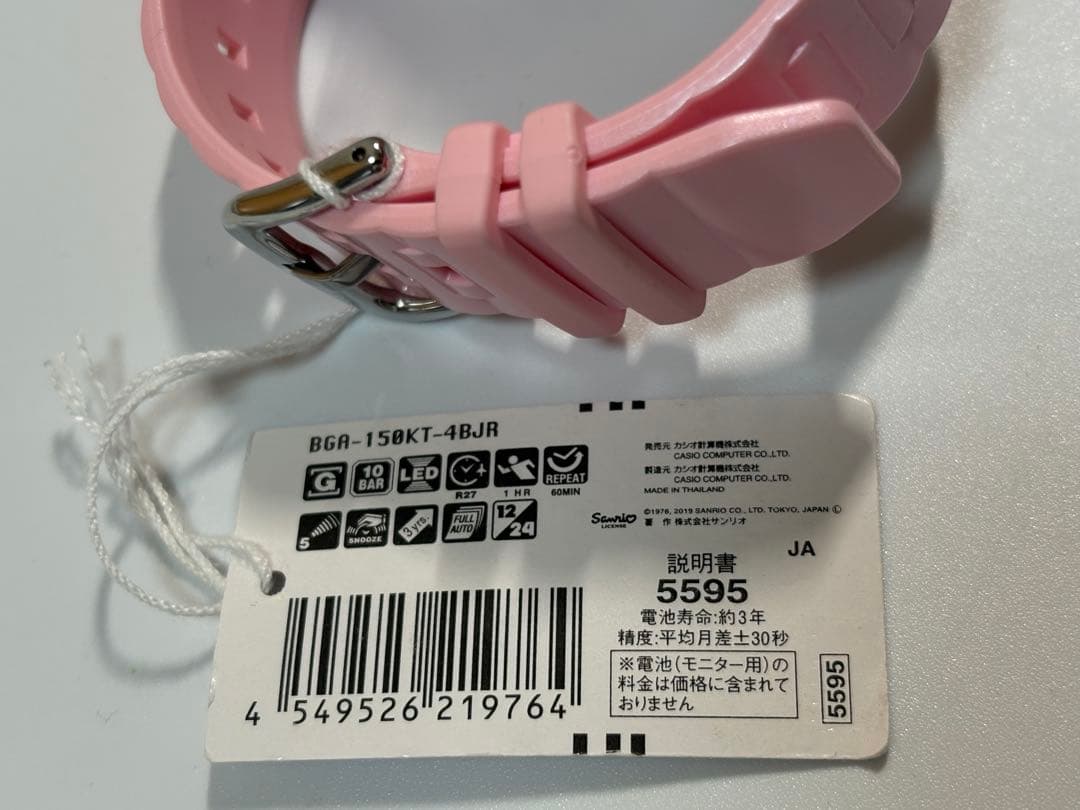 BGA-150KT-4BJR
G
10
BAR
LED
R27
1 HR
REPEAT
60MIN
5
SNOOZE
3 yrs.
FULL
AUTO
12/24
発売元 カシオ計算機株式会社
CASIO COMPUTER CO.,LTD.
製造元 カシオ計算機株式会社
CASIO COMPUTER CO.,LTD.
MADE IN THAILAND
©1976, 2019 SANRIO CO., LTD. TOKYO, JAPAN Ⓛ
著 作 株式会社サンリオ
Sanrio
LICENSE
JA
説明書
5595
電池寿命:約3年
精度:平均月差±30秒
※電池(モニター用)の
料金は価格に含まれて
おりません
5595
4 549526 219764